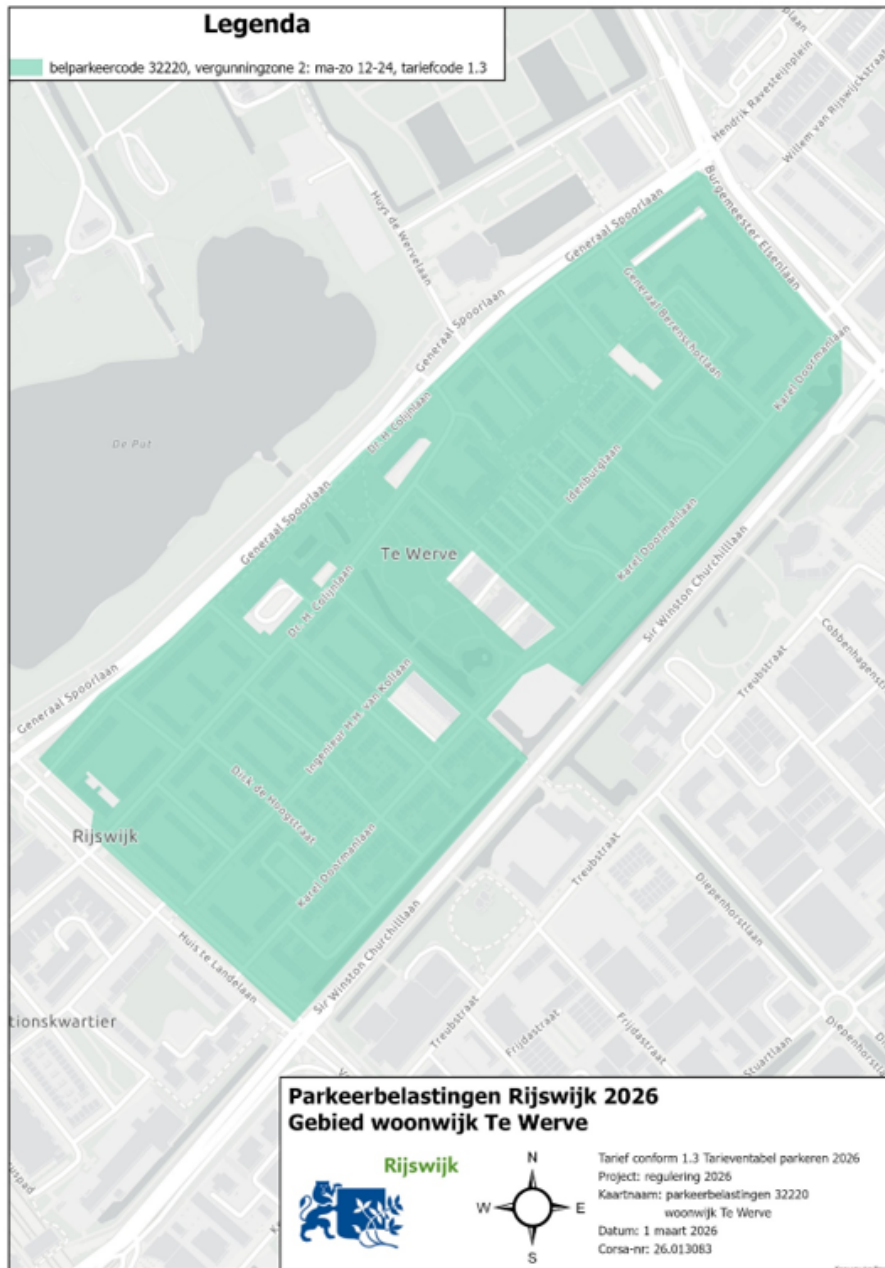 Legenda
belparkeercode 32220, vergunningzone 2: ma-zo 12-24, tariefcode 1.3
Hendrik Ravesteijnplein
Willem van Rijswijckstraat
Burgemeester Elsenlaan
Huys de Wervelaan
Generaal Spoorlaan
Generaal Berenschotlaan
Generaal Spoorlaan
Karel Doormanlaan
Dr. H. Colijnlaan
De Put
Idenburglaan
Generaal Spoorlaan
Te Werve
Karel Doormanlaan
Sir Winston Churchilllaan
Dr. H. Colijnlaan
Treubstraat
Generaal Spoorlaan
Ingenieur H.H. van Kollaan
Dirk de Hoogstraat
Rijswijk
Karel Doormanlaan
Treubstraat
Diepenhorstlaan
Huis te Landelaan
Sir Winston Churchilllaan
tionskwartier
Treubstraat
Frijdastraat
Frijdastraat
Diepenhorstla
Stuartlaan
Parkeerbelastingen Rijswijk 2026
Gebied woonwijk Te Werve
Rijswijk
N
W
E
S
Tarief conform 1.3 Tarieventabel parkeren 2026
Project: regulering 2026
Kaartnaam: parkeerbelastingen 32220
woonwijk Te Werve
Datum: 1 maart 2026
Corsa-nr: 26.013083